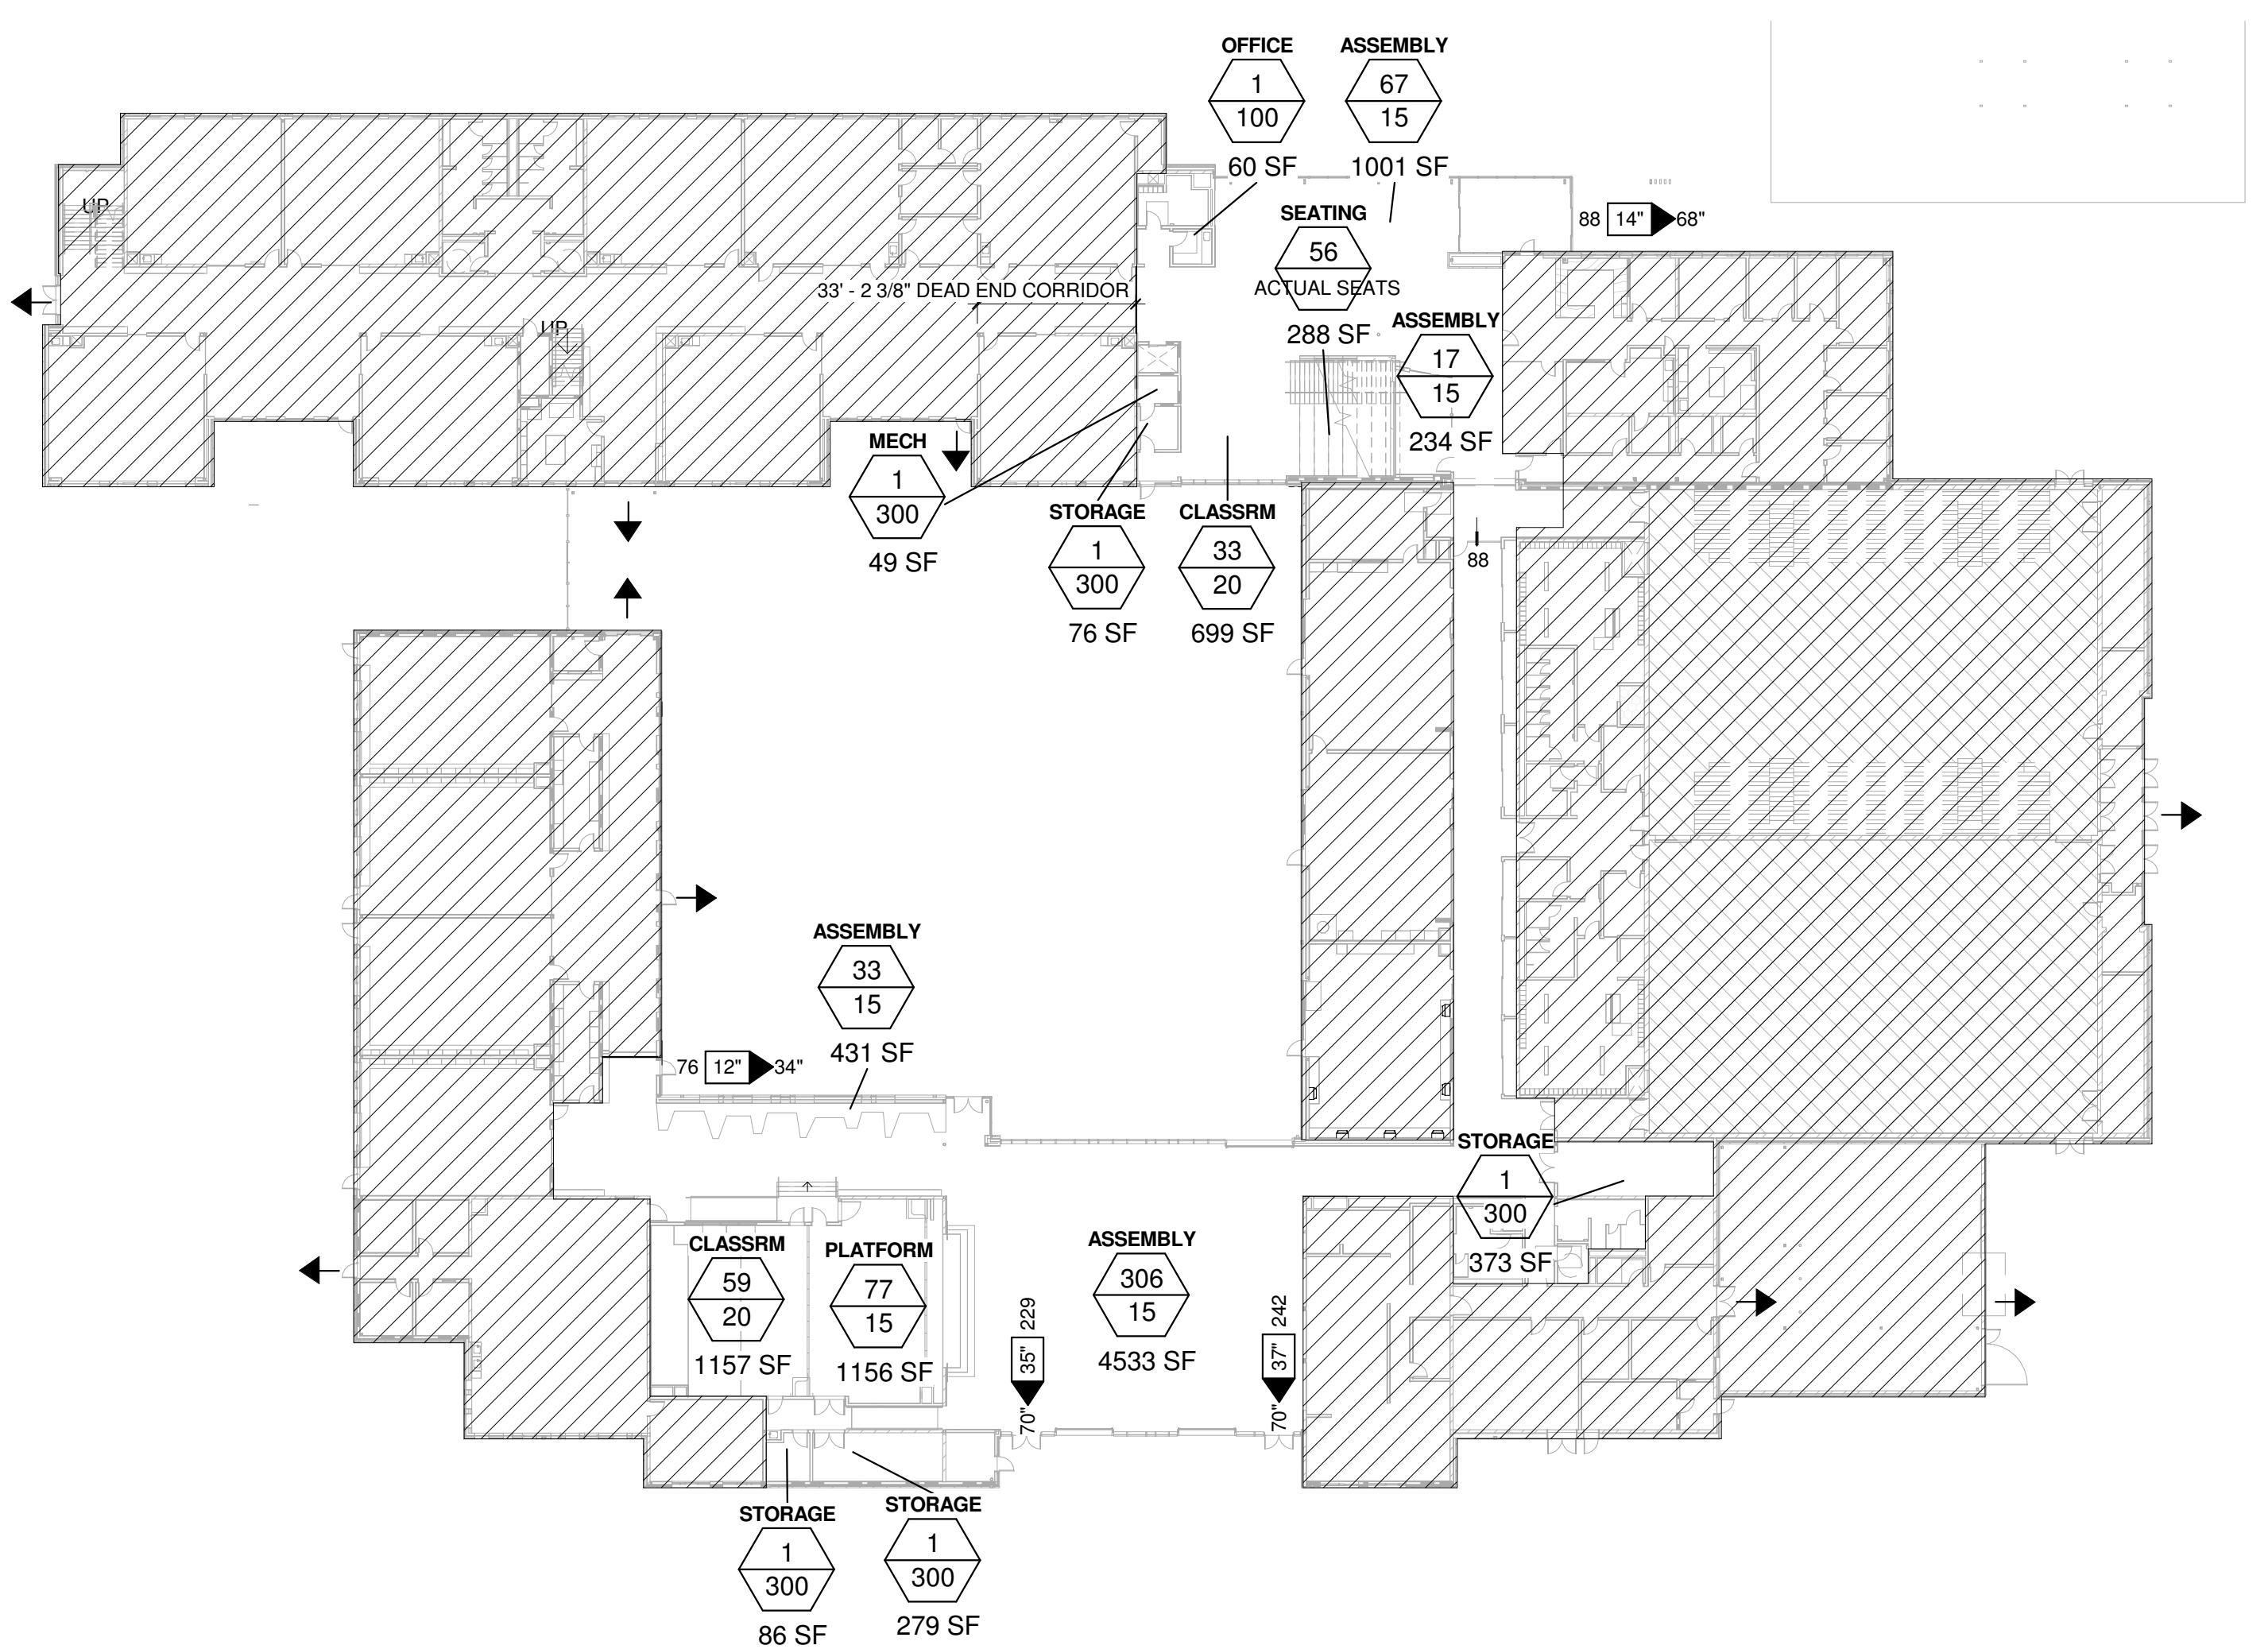 OFFICE
1
100
60 SF
ASSEMBLY
67
15
1001 SF
SEATING
56
ACTUAL SEATS
288 SF
88 14" 68"
UP
33' - 2 3/8" DEAD END CORRIDOR
UP
ASSEMBLY
17
15
234 SF
MECH
1
300
49 SF
STORAGE
1
300
76 SF
CLASSRM
33
20
699 SF
88
ASSEMBLY
33
15
431 SF
76 12" 34"
STORAGE
1
300
373 SF
CLASSRM
59
20
1157 SF
PLATFORM
77
15
1156 SF
ASSEMBLY
306
15
4533 SF
70" 35" 229
70" 37" 242
STORAGE
1
300
86 SF
STORAGE
1
300
279 SF